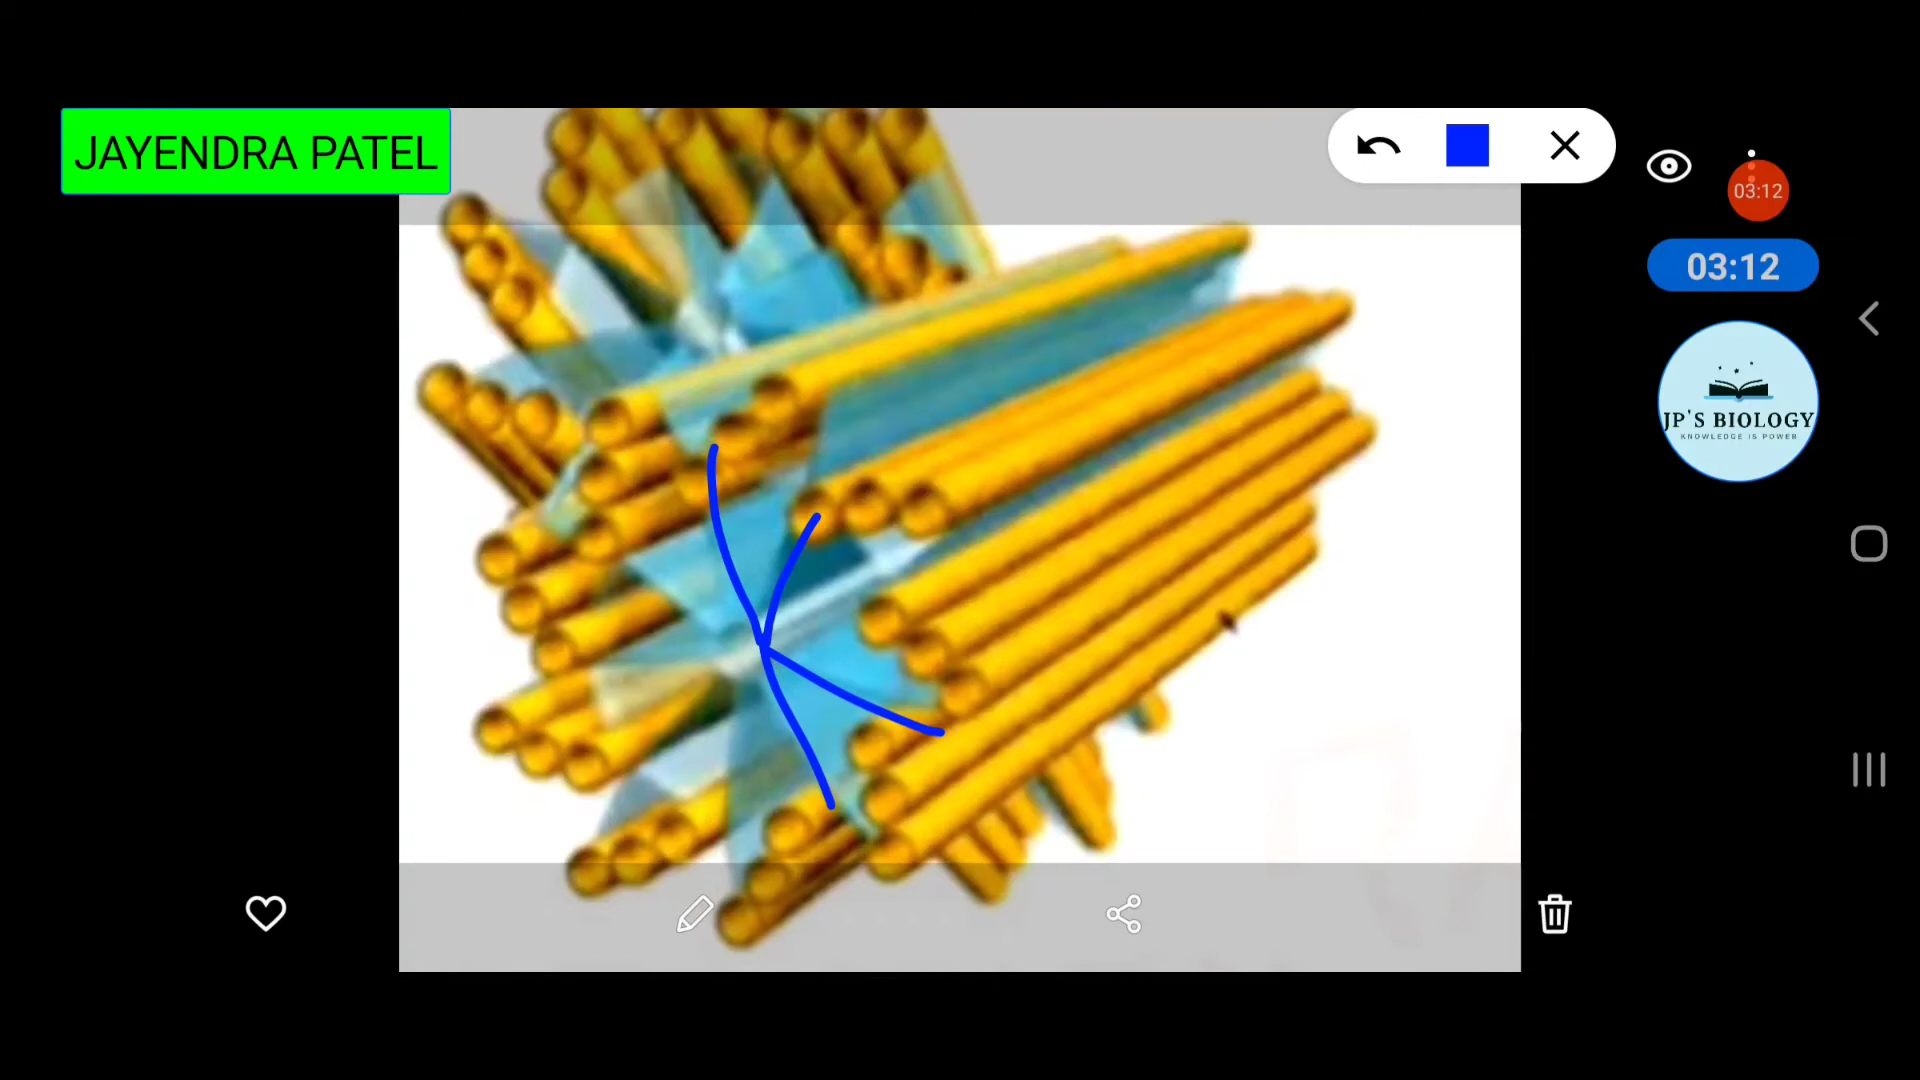 JAYENDRA PATEL
03:12
03:12
JP'S BIOLOGY
KNOWLEDGE IS POWER